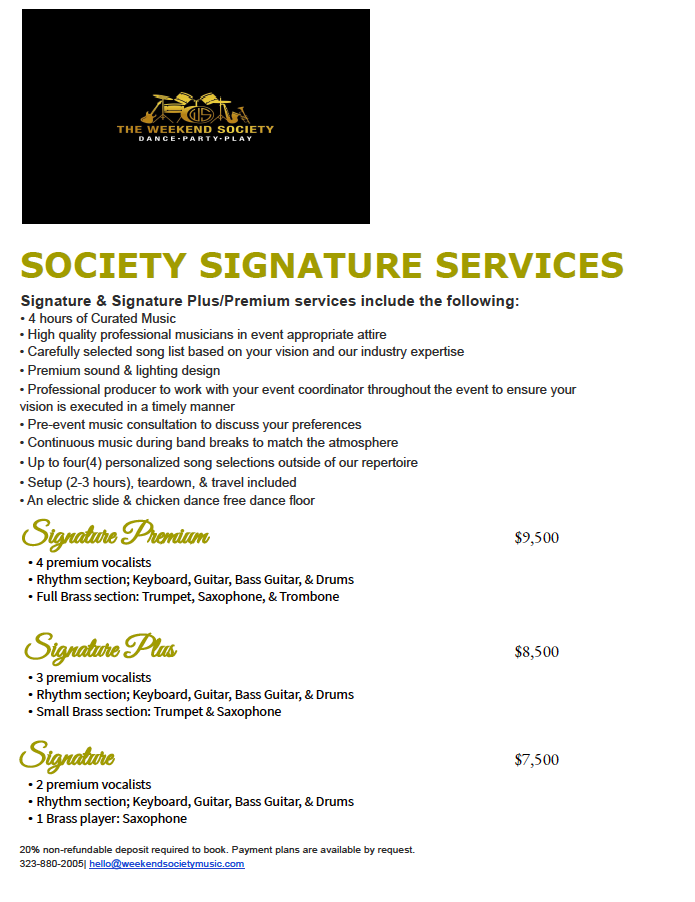 WS
THE WEEKEND SOCIETY
DANCE•PARTY•PLAY
SOCIETY SIGNATURE SERVICES
Signature & Signature Plus/Premium services include the following:
• 4 hours of Curated Music
• High quality professional musicians in event appropriate attire
• Carefully selected song list based on your vision and our industry expertise
• Premium sound & lighting design
• Professional producer to work with your event coordinator throughout the event to ensure your
vision is executed in a timely manner
• Pre-event music consultation to discuss your preferences
• Continuous music during band breaks to match the atmosphere
• Up to four(4) personalized song selections outside of our repertoire
• Setup (2-3 hours), teardown, & travel included
• An electric slide & chicken dance free dance floor
Signature Premium $9,500
• 4 premium vocalists
• Rhythm section; Keyboard, Guitar, Bass Guitar, & Drums
• Full Brass section: Trumpet, Saxophone, & Trombone
Signature Plus $8,500
• 3 premium vocalists
• Rhythm section; Keyboard, Guitar, Bass Guitar, & Drums
• Small Brass section: Trumpet & Saxophone
Signature $7,500
• 2 premium vocalists
• Rhythm section; Keyboard, Guitar, Bass Guitar, & Drums
• 1 Brass player: Saxophone
20% non-refundable deposit required to book. Payment plans are available by request.
323-880-2005| hello@weekendsocietymusic.com